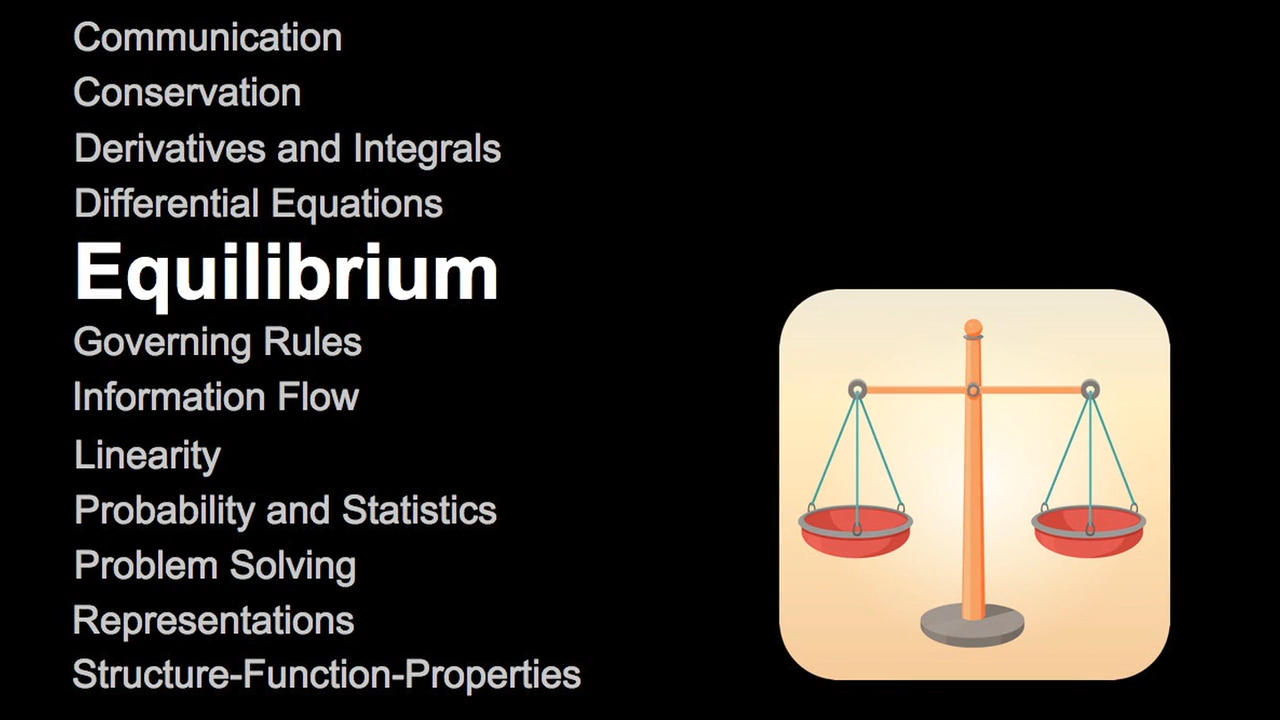 Communication
Conservation
Derivatives and Integrals
Differential Equations
Equilibrium
Governing Rules
Information Flow
Linearity
Probability and Statistics
Problem Solving
Representations
Structure-Function-Properties